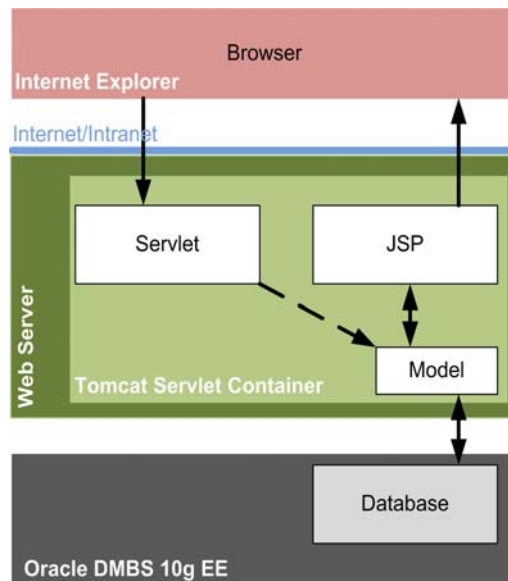 Browser
Internet Explorer
Internet/Intranet
Servlet
JSP
Model
Tomcat Servlet Container
Web Server
Database
Oracle DMBS 10g EE